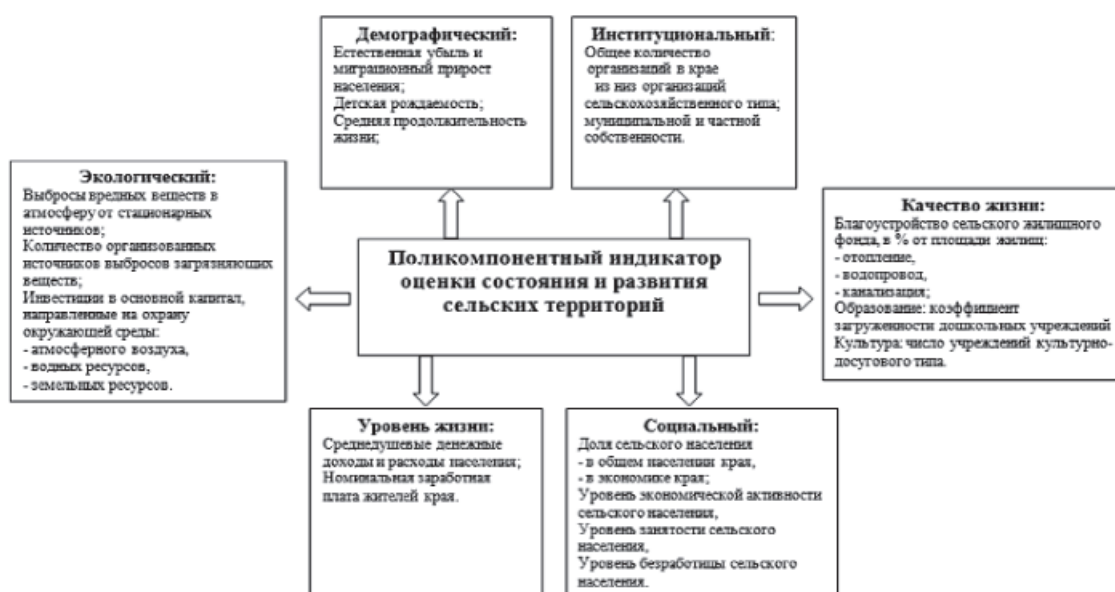 Демографический:
Естественная убыль и
миграционный прирост
населения;
Детская рождаемость;
Средняя продолжительность
жизни;
Институциональный:
Общее количество
организаций в крае
из низ организаций
сельскохозяйственного типа;
муниципальной и частной
собственности.
Экологический:
Выбросы вредных веществ в
атмосферу от стационарных
источников;
Количество организованных
источников выбросов загрязняющих
веществ;
Инвестиции в основной капитал,
направленные на охрану
окружающей среды:
- атмосферного воздуха,
- водных ресурсов,
- земельных ресурсов.
Поликомпонентный индикатор
оценки состояния и развития
сельских территорий
Качество жизни:
Благоустройство сельского жилищного
фонда, в % от площади жилищ:
- отопление,
- водопровод,
- канализация;
Образование: коэффициент
загруженности дошкольных учреждений
Культура: число учреждений культурно-
досугового типа.
Уровень жизни:
Среднедушевые денежные
доходы и расходы населения;
Номинальная заработная
плата жителей края.
Социальный:
Доля сельского населения
- в общем населении края,
- в экономике края;
Уровень экономической активности
сельского населения,
Уровень занятости сельского
населения,
Уровень безработицы сельского
населения.